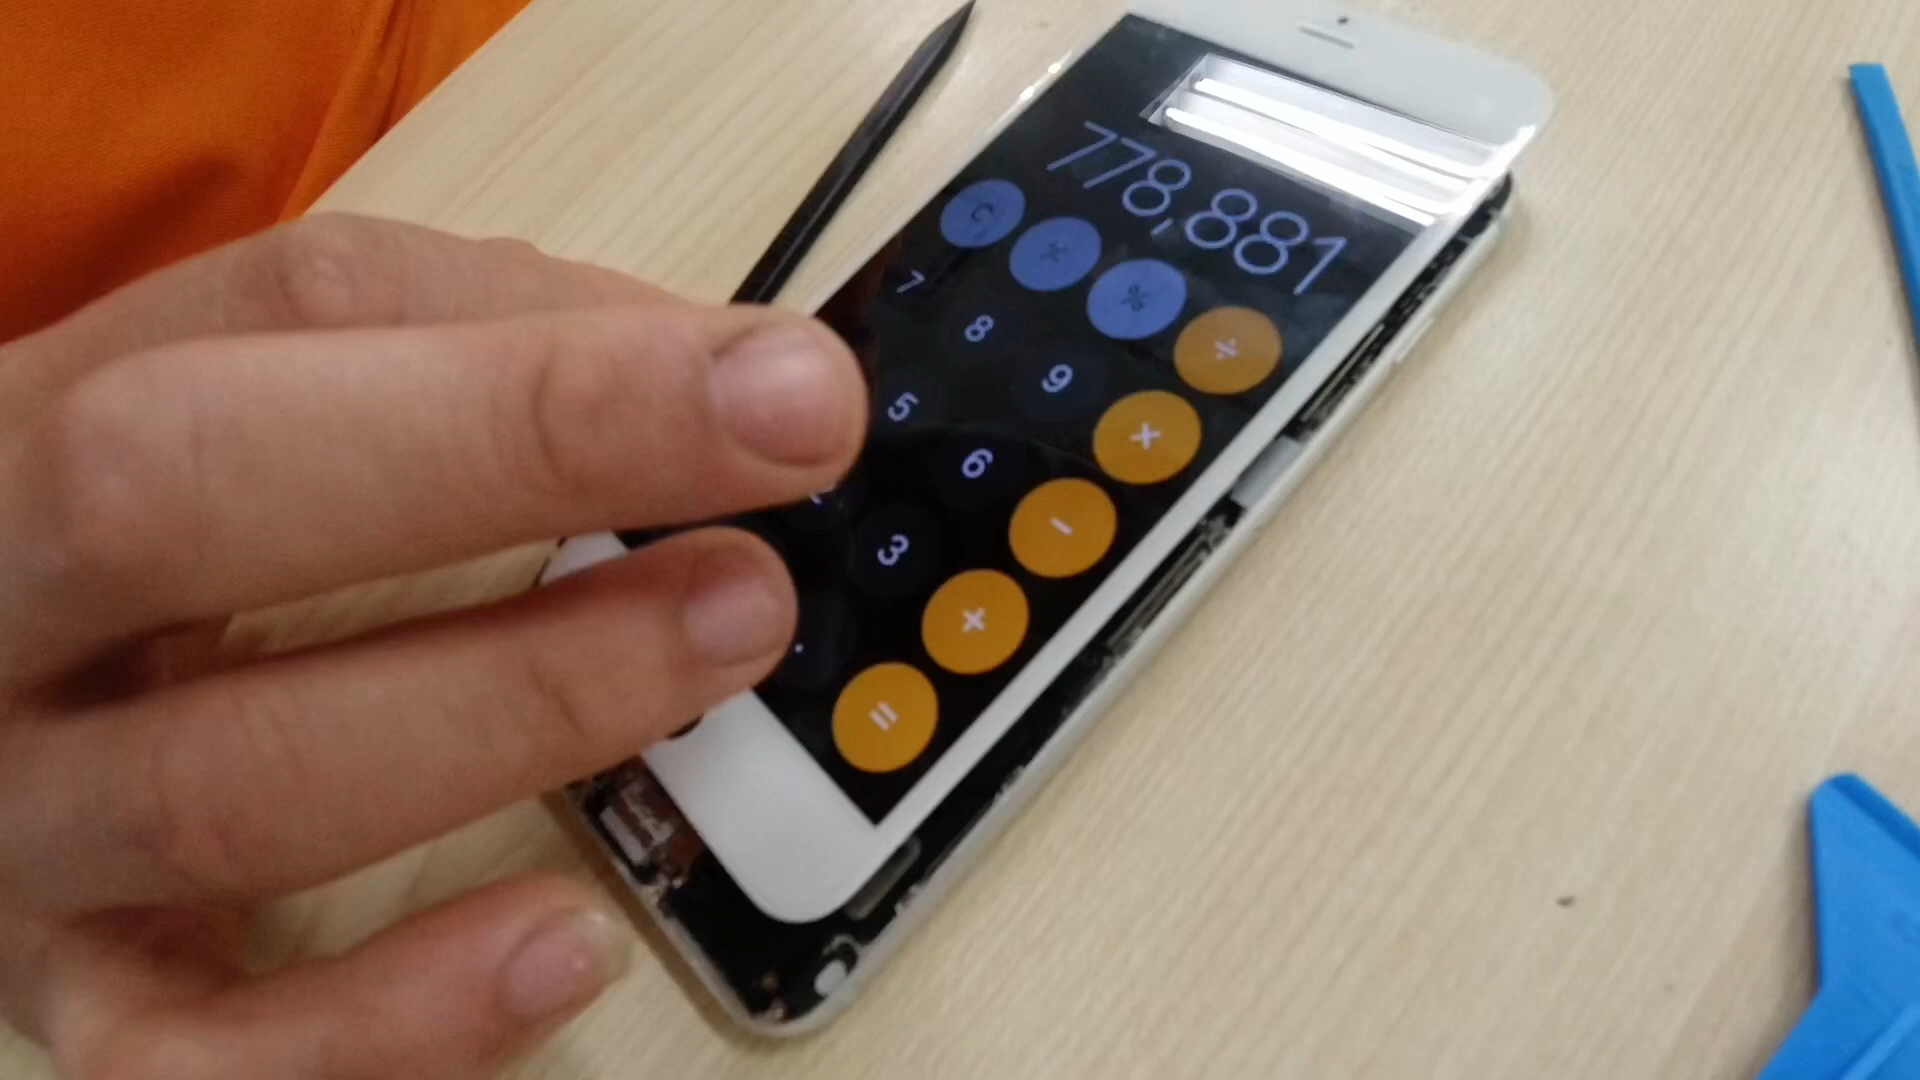 778,881
C % ÷
7 8 9 ×
5 6 −
3 +
. =